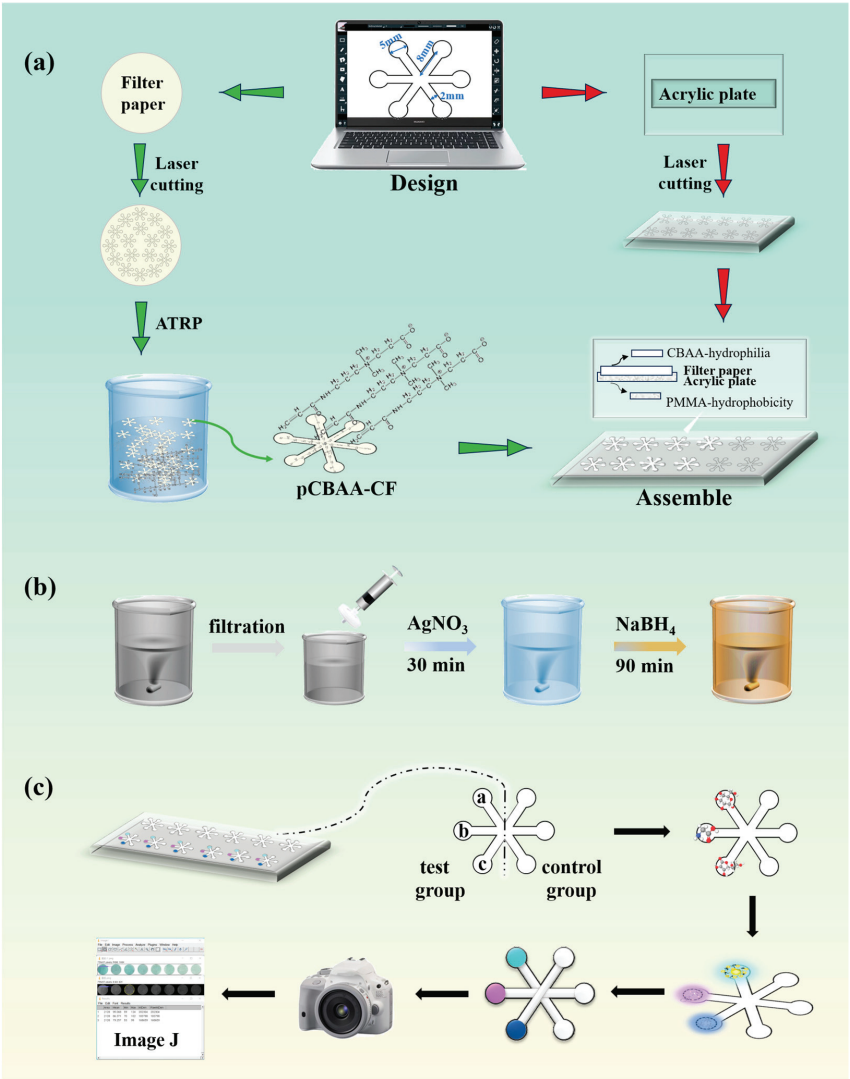 (a)
5mm
8mm
2mm
Design
Filter
paper
Laser
cutting
ATRP
pCBAA-CF
Acrylic plate
Laser
cutting
CBAA-hydrophilia
Filter paper
Acrylic plate
PMMA-hydrophobicity
Assemble
(b)
filtration
AgNO₃
30 min
NaBH₄
90 min
(c)
a
b
c
test
group
control
group
Image J